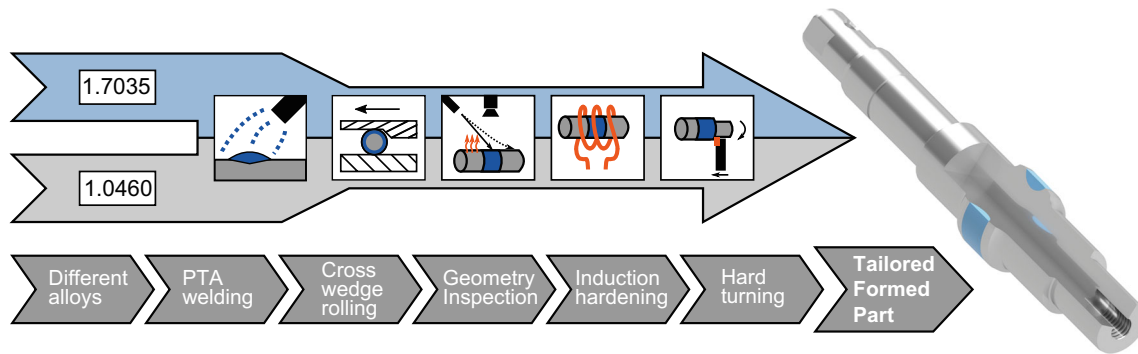 1.7035
1.0460
Different
alloys
PTA
welding
Cross
wedge
rolling
Geometry
Inspection
Induction
hardening
Hard
turning
Tailored
Formed
Part